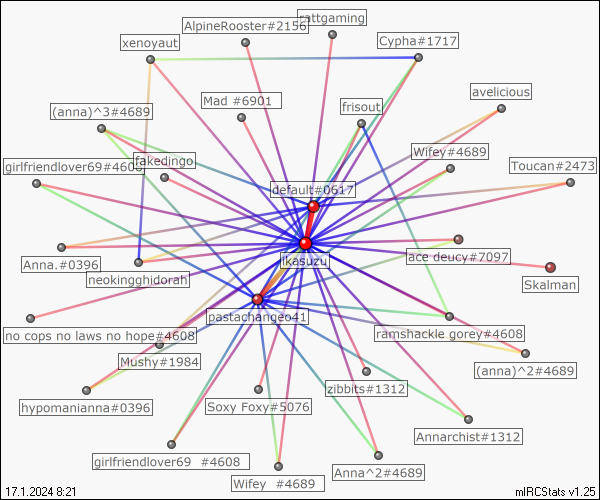 rattgaming
AlpineRooster#2156
xenoyaut
Cypha#1717
avelicious
Mad #6901
frisout
(anna)^3#4689
Wifey#4689
girlfriendlover69#4608
fakedingo
Toucan#2473
default#0617
Anna.#0396
ikasuzu
ace deucy#7097
neokingghidorah
Skalman
pastachangeo41
no cops no laws no hope#4608
ramshackle gorey#4608
Mushy#1984
(anna)^2#4689
zibbits#1312
hypomanianna#0396
Soxy Foxy#5076
Annarchist#1312
girlfriendlover69 #4608
Anna^2#4689
Wifey #4689
17.1.2024 8:21
mIRCStats v1.25